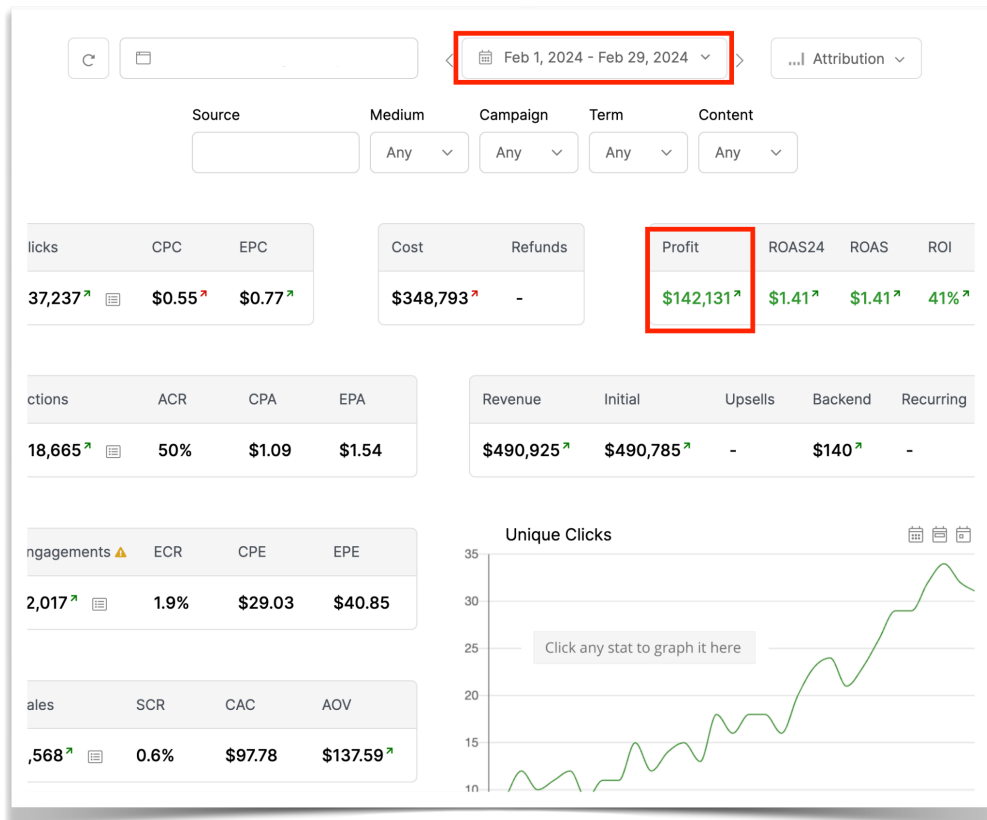 Feb 1, 2024 - Feb 29, 2024
Attribution
Source Medium Campaign Term Content
Any Any Any Any
licks CPC EPC
37,237 $0.55 $0.77
Cost Refunds
$348,793 -
Profit ROAS24 ROAS ROI
$142,131 $1.41 $1.41 41%
ctions ACR CPA EPA
18,665 50% $1.09 $1.54
Revenue Initial Upsells Backend Recurring
$490,925 $490,785 - $140 -
ngagements ECR CPE EPE
2,017 1.9% $29.03 $40.85
ales SCR CAC AOV
,568 0.6% $97.78 $137.59
Unique Clicks
35
30
25
Click any stat to graph it here
20
15
10